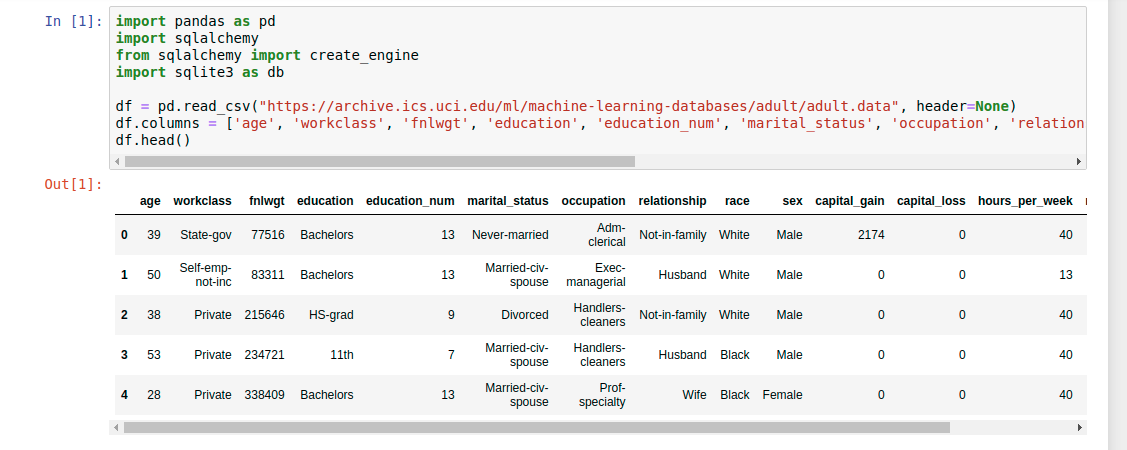 In [1]:
import pandas as pd
import sqlalchemy
from sqlalchemy import create_engine
import sqlite3 as db
df = pd.read_csv("https://archive.ics.uci.edu/ml/machine-learning-databases/adult/adult.data", header=None)
df.columns = ['age', 'workclass', 'fnlwgt', 'education', 'education_num', 'marital_status', 'occupation', 'relation
df.head()
Out[1]:
age workclass fnlwgt education education_num marital_status occupation relationship race sex capital_gain capital_loss hours_per_week
0 39 State-gov 77516 Bachelors 13 Never-married Adm-clerical Not-in-family White Male 2174 0 40
1 50 Self-emp-not-inc 83311 Bachelors 13 Married-civ-spouse Exec-managerial Husband White Male 0 0 13
2 38 Private 215646 HS-grad 9 Divorced Handlers-cleaners Not-in-family White Male 0 0 40
3 53 Private 234721 11th 7 Married-civ-spouse Handlers-cleaners Husband Black Male 0 0 40
4 28 Private 338409 Bachelors 13 Married-civ-spouse Prof-specialty Wife Black Female 0 0 40